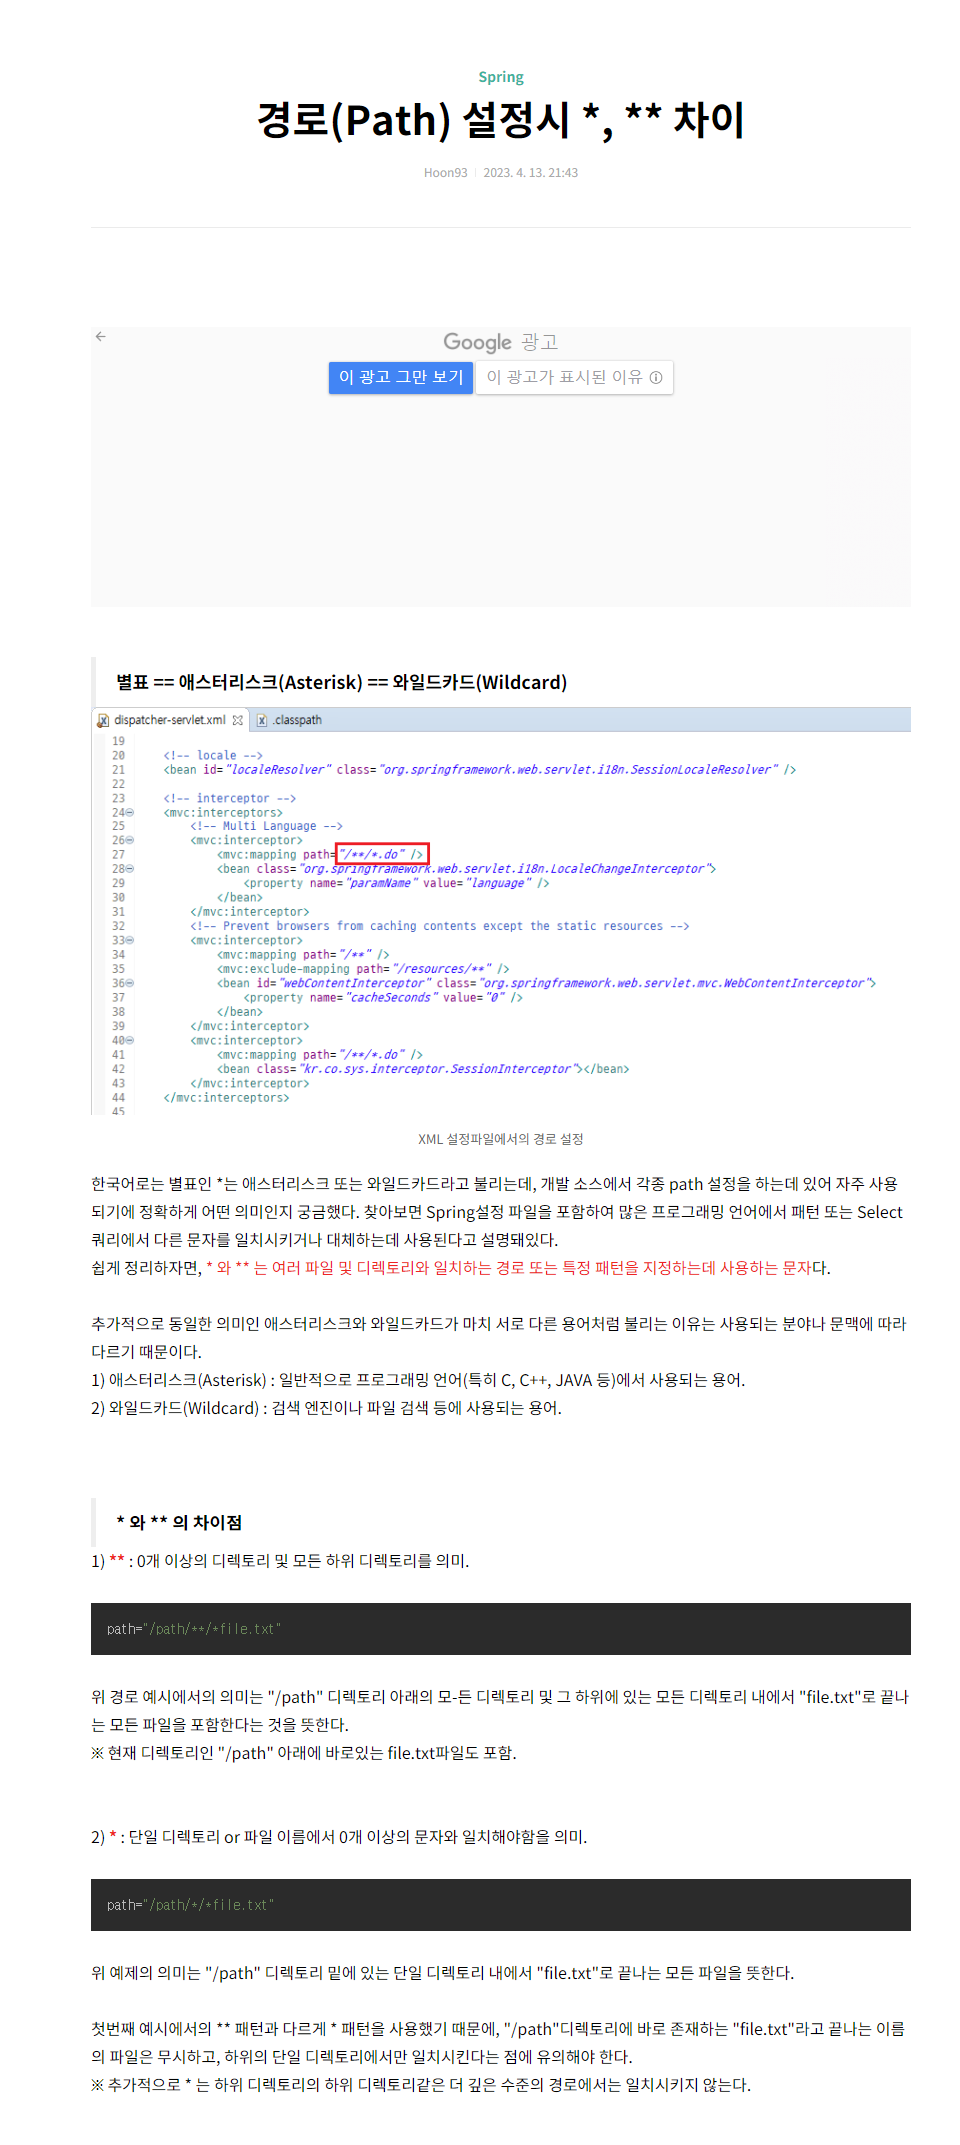 Spring
경로(Path) 설정시 *, ** 차이
Hoon93 2023. 4. 13. 21:43
Google 광고
이 광고 그만 보기 이 광고가 표시된 이유
별표 == 애스터리스크(Asterisk) == 와일드카드(Wildcard)
dispatcher-servlet.xml .classpath
19
20 <!-- locale -->
21 <bean id="localeResolver" class="org.springframework.web.servlet.i18n.SessionLocaleResolver" />
22
23 <!-- interceptor -->
24 <mvc:interceptors>
25 <!-- Multi Language -->
26 <mvc:interceptor>
27 <mvc:mapping path="/**/*.do" />
28 <bean class="org.springframework.web.servlet.i18n.LocaleChangeInterceptor">
29 <property name="paramName" value="language" />
30 </bean>
31 </mvc:interceptor>
32 <!-- Prevent browsers from caching contents except the static resources -->
33 <mvc:interceptor>
34 <mvc:mapping path="/**" />
35 <mvc:exclude-mapping path="/resources/**" />
36 <bean id="webContentInterceptor" class="org.springframework.web.servlet.mvc.WebContentInterceptor">
37 <property name="cacheSeconds" value="0" />
38 </bean>
39 </mvc:interceptor>
40 <mvc:interceptor>
41 <mvc:mapping path="/**/*.do" />
42 <bean class="kr.co.sys.interceptor.SessionInterceptor"></bean>
43 </mvc:interceptor>
44 </mvc:interceptors>
45
XML 설정파일에서의 경로 설정
한국어로는 별표인 *는 애스터리스크 또는 와일드카드라고 불리는데, 개발 소스에서 각종 path 설정을 하는데 있어 자주 사용
되기에 정확하게 어떤 의미인지 궁금했다. 찾아보면 Spring설정 파일을 포함하여 많은 프로그래밍 언어에서 패턴 또는 Select
쿼리에서 다른 문자를 일치시키거나 대체하는데 사용된다고 설명돼있다.
쉽게 정리하자면, * 와 ** 는 여러 파일 및 디렉토리와 일치하는 경로 또는 특정 패턴을 지정하는데 사용하는 문자다.
추가적으로 동일한 의미인 애스터리스크와 와일드카드가 마치 서로 다른 용어처럼 불리는 이유는 사용되는 분야나 문맥에 따라
다르기 때문이다.
1) 애스터리스크(Asterisk) : 일반적으로 프로그래밍 언어(특히 C, C++, JAVA 등)에서 사용되는 용어.
2) 와일드카드(Wildcard) : 검색 엔진이나 파일 검색 등에 사용되는 용어.
* 와 ** 의 차이점
1) ** : 0개 이상의 디렉토리 및 모든 하위 디렉토리를 의미.
path="/path/**/*file.txt"
위 경로 예시에서의 의미는 "/path" 디렉토리 아래의 모-든 디렉토리 및 그 하위에 있는 모든 디렉토리 내에서 "file.txt"로 끝나
는 모든 파일을 포함한다는 것을 뜻한다.
※ 현재 디렉토리인 "/path" 아래에 바로있는 file.txt파일도 포함.
2) * : 단일 디렉토리 or 파일 이름에서 0개 이상의 문자와 일치해야함을 의미.
path="/path/*/*file.txt"
위 예제의 의미는 "/path" 디렉토리 밑에 있는 단일 디렉토리 내에서 "file.txt"로 끝나는 모든 파일을 뜻한다.
첫번째 예시에서의 ** 패턴과 다르게 * 패턴을 사용했기 때문에, "/path"디렉토리에 바로 존재하는 "file.txt"라고 끝나는 이름
의 파일은 무시하고, 하위의 단일 디렉토리에서만 일치시킨다는 점에 유의해야 한다.
※ 추가적으로 * 는 하위 디렉토리의 하위 디렉토리같은 더 깊은 수준의 경로에서는 일치시키지 않는다.